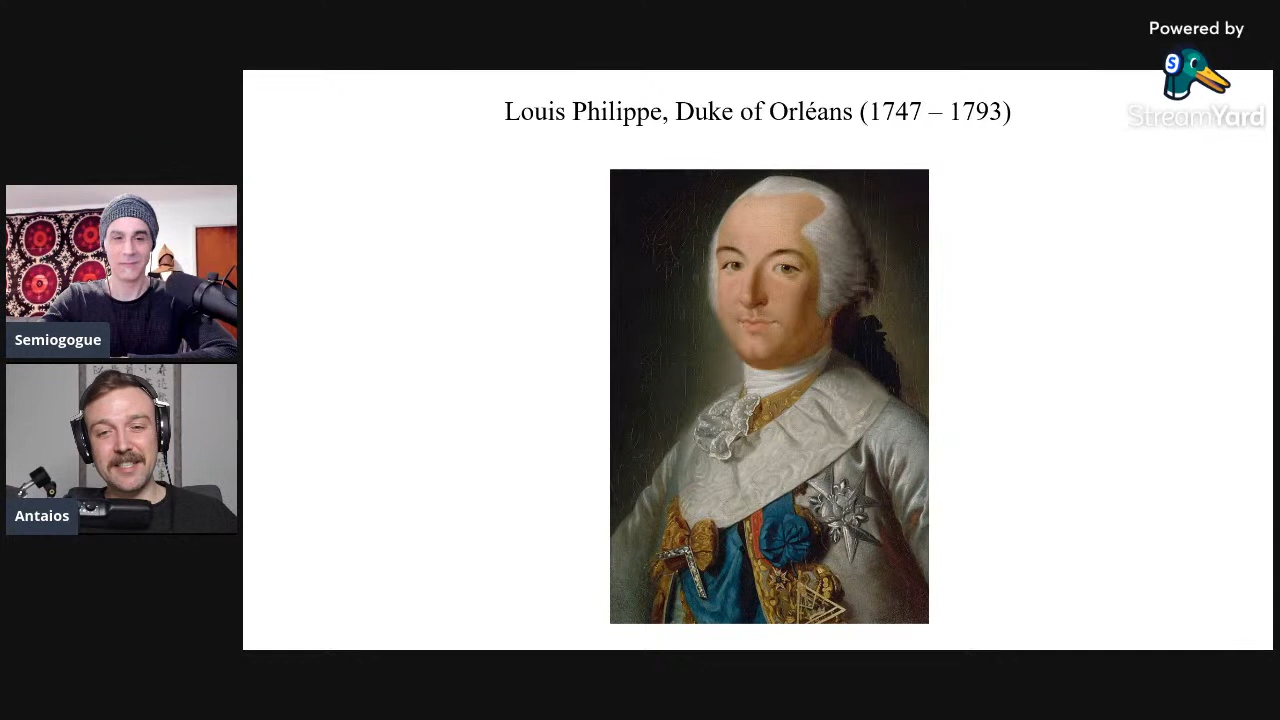 Powered by
StreamYard
Louis Philippe, Duke of Orléans (1747 – 1793)
Semiogogue
Antaios